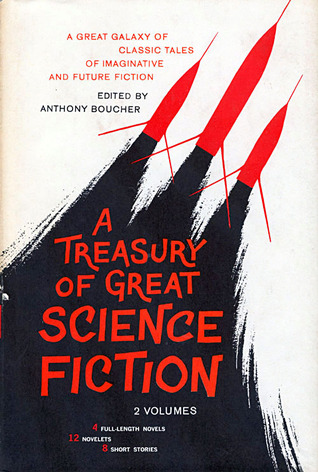 A GREAT GALAXY OF
CLASSIC TALES
OF IMAGINATIVE
AND FUTURE FICTION
EDITED BY
ANTHONY BOUCHER
A
TREASURY
OF GREAT
SCIENCE
FICTION
2 VOLUMES
4 FULL-LENGTH NOVELS
12 NOVELETS
8 SHORT STORIES